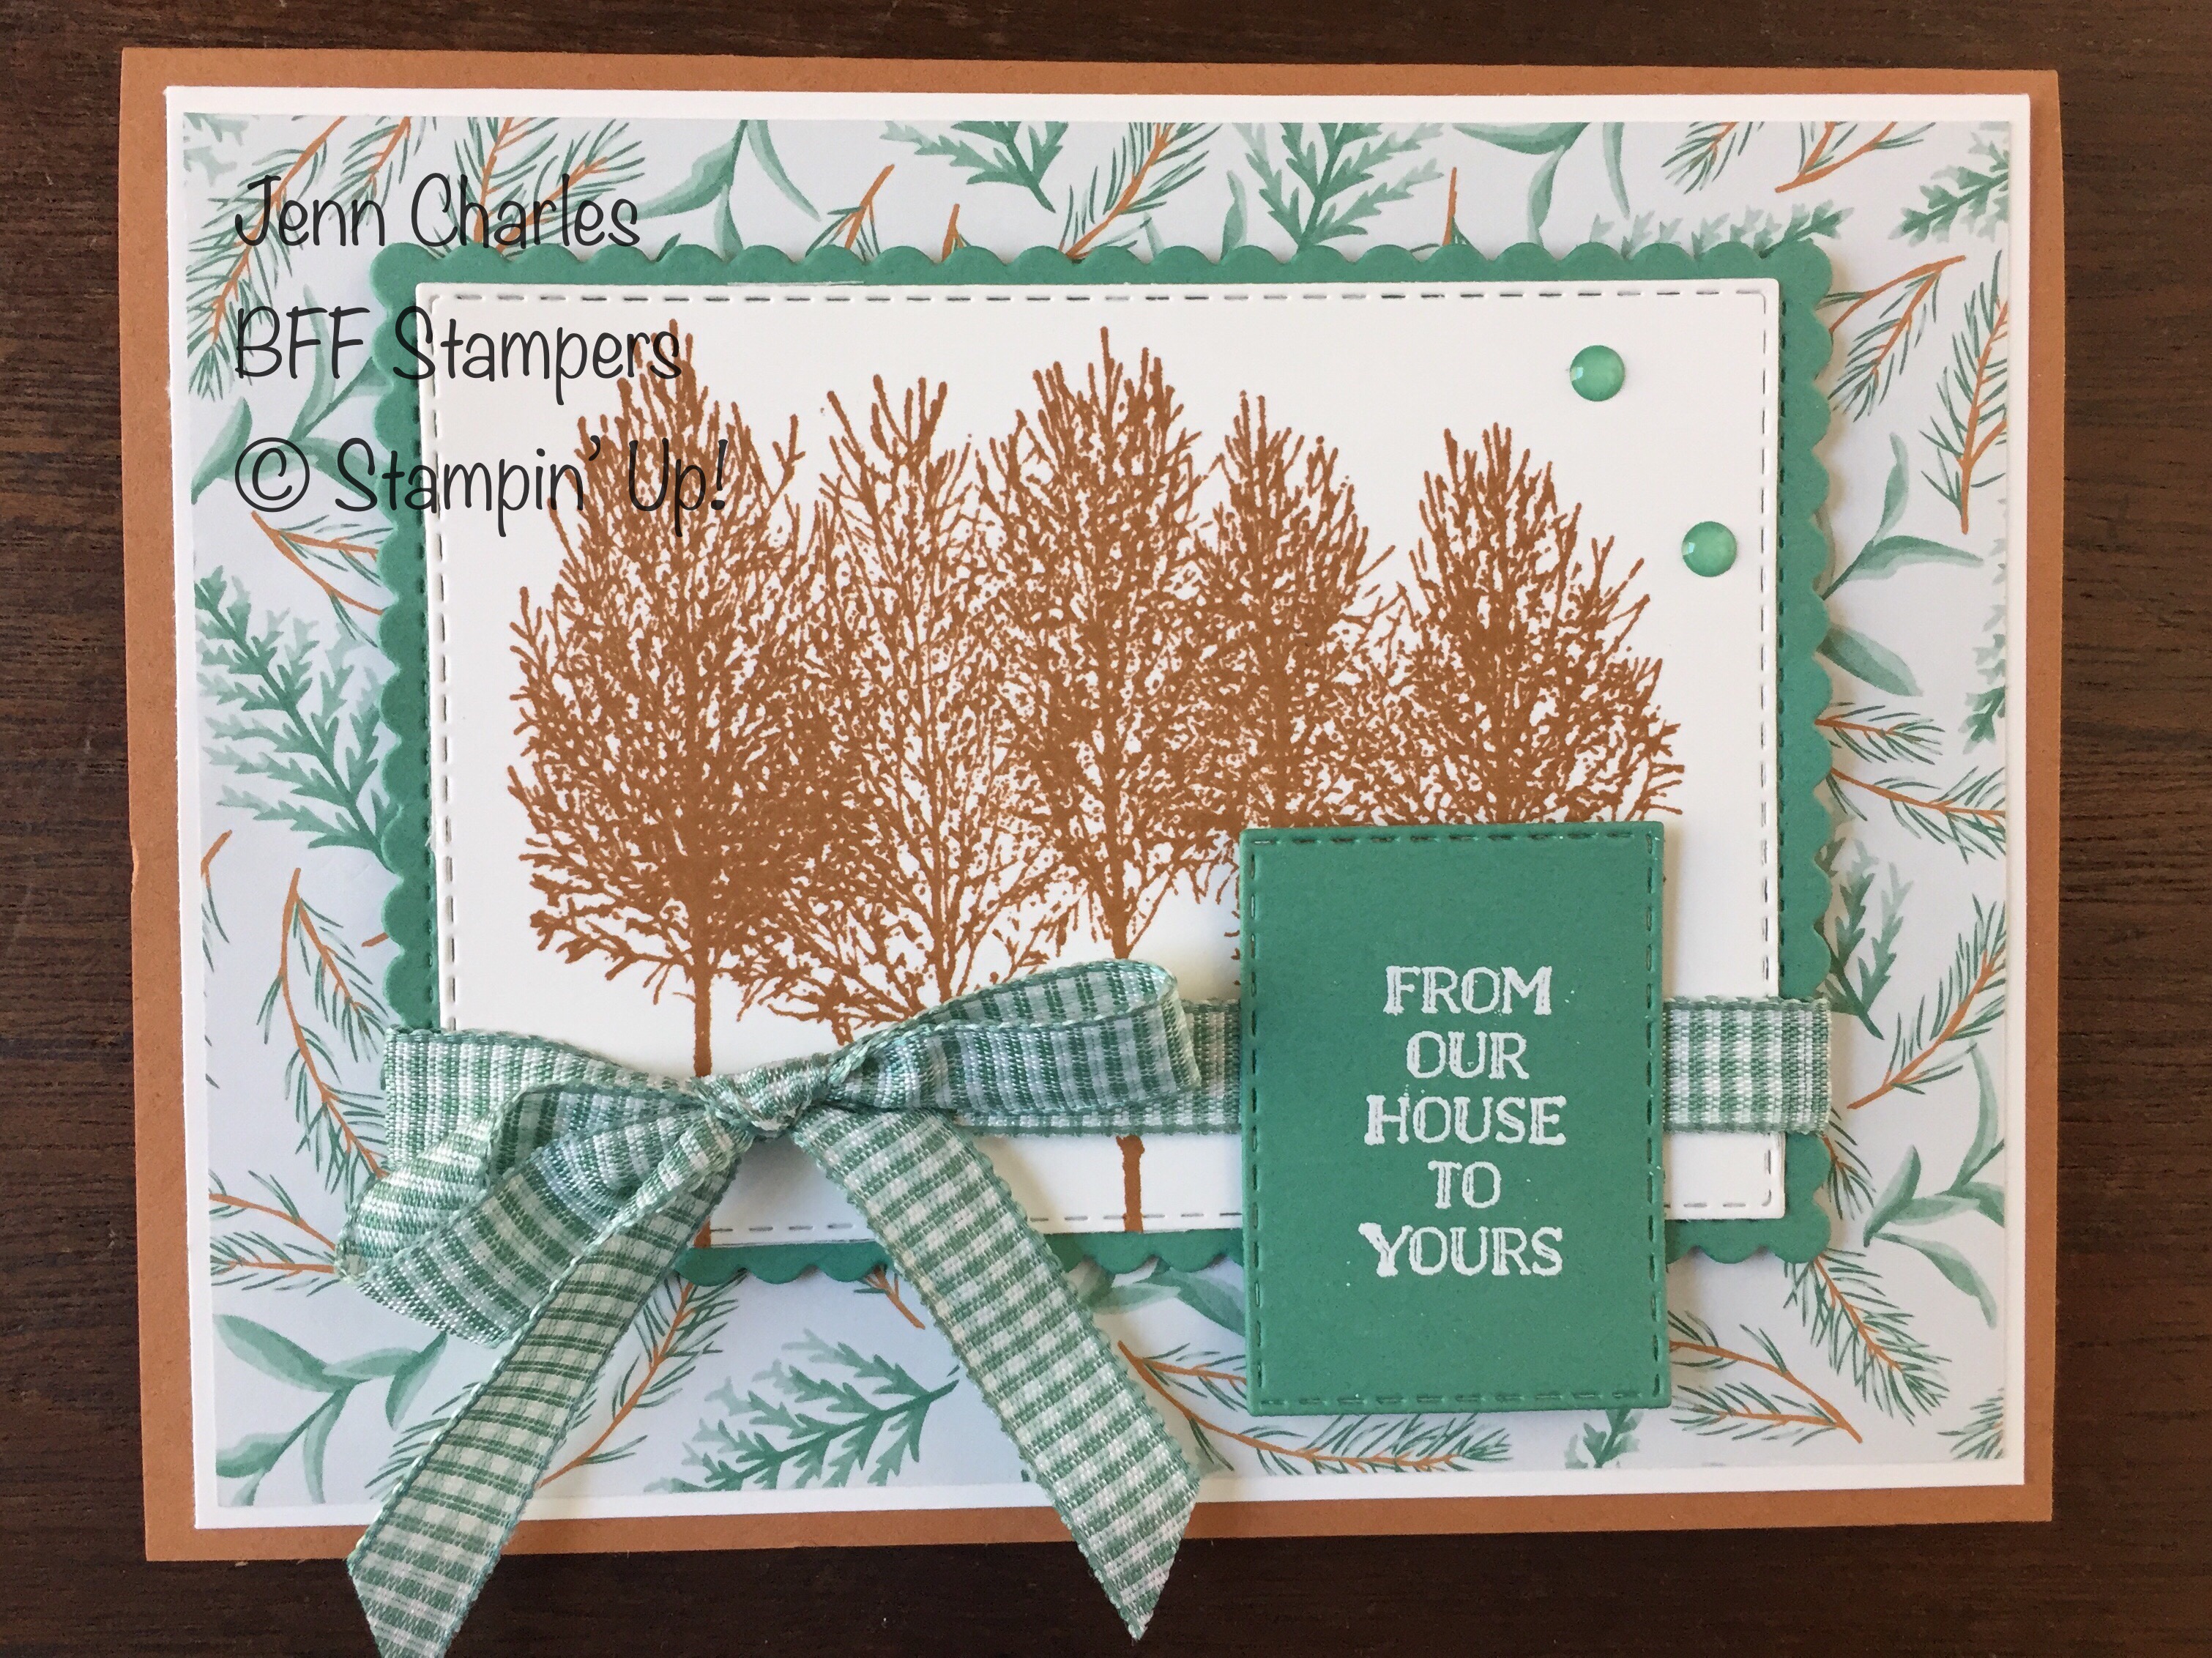 Jenn Charles
BFF Stampers
© Stampin' Up!
FROM
OUR
HOUSE
TO
YOURS